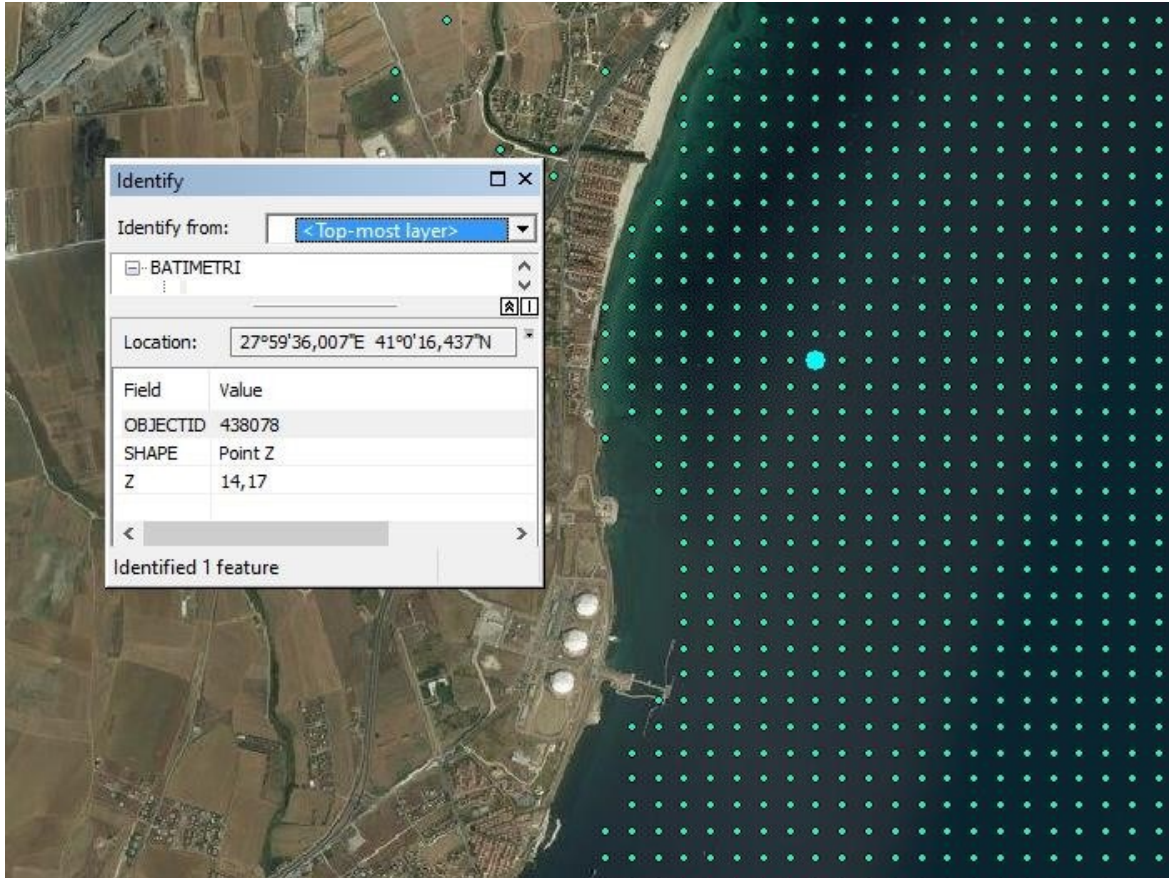 Identify
Identify from: <Top-most layer>
BATIMETRI
Location: 27°59'36,007"E 41°0'16,437"N
Field Value
OBJECTID 438078
SHAPE Point Z
Z 14,17
Identified 1 feature